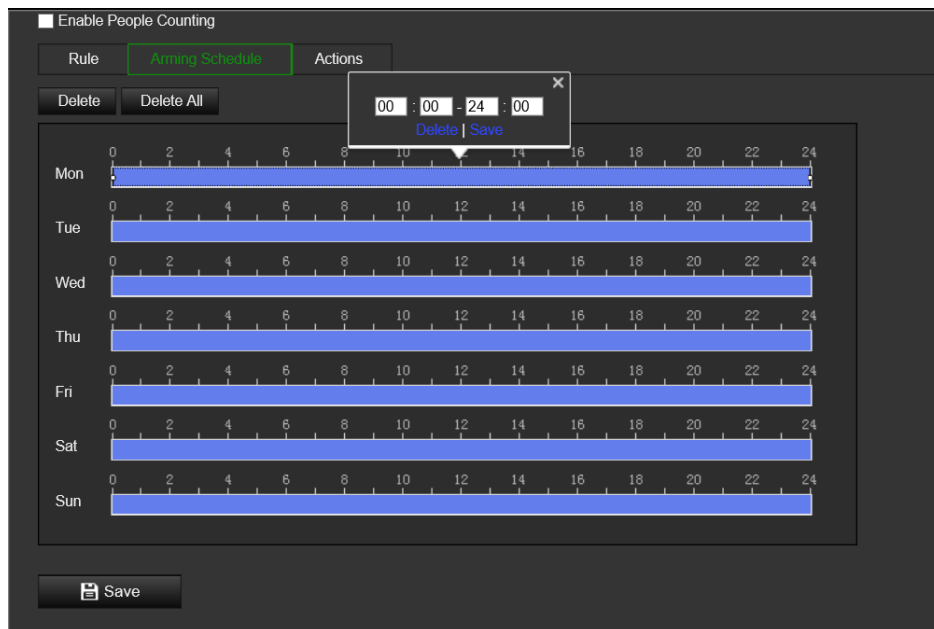 Enable People Counting
Rule Arming Schedule Actions
Delete Delete All
00 : 00 - 24 : 00
Delete | Save
0 2 4 6 8 10 12 14 16 18 20 22 24
Mon
0 2 4 6 8 10 12 14 16 18 20 22 24
Tue
0 2 4 6 8 10 12 14 16 18 20 22 24
Wed
0 2 4 6 8 10 12 14 16 18 20 22 24
Thu
0 2 4 6 8 10 12 14 16 18 20 22 24
Fri
0 2 4 6 8 10 12 14 16 18 20 22 24
Sat
0 2 4 6 8 10 12 14 16 18 20 22 24
Sun
Save